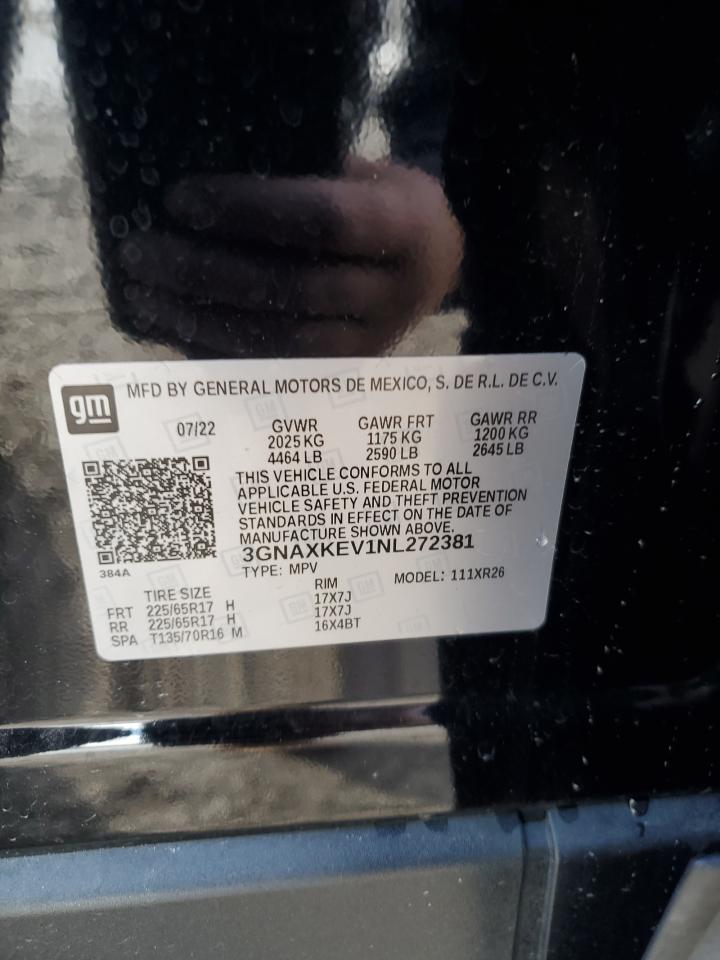 gm MFD BY GENERAL MOTORS DE MEXICO, S. DE R.L. DE C.V.
07/22 GVWR GAWR FRT GAWR RR
2025 KG 1175 KG 1200 KG
4464 LB 2590 LB 2645 LB
THIS VEHICLE CONFORMS TO ALL
APPLICABLE U.S. FEDERAL MOTOR
VEHICLE SAFETY AND THEFT PREVENTION
STANDARDS IN EFFECT ON THE DATE OF
MANUFACTURE SHOWN ABOVE.
3GNAXKEV1NL272381
384A TYPE: MPV MODEL: 111XR26
TIRE SIZE RIM
FRT 225/65R17 H 17X7J
RR 225/65R17 H 17X7J
SPA T135/70R16 M 16X4BT